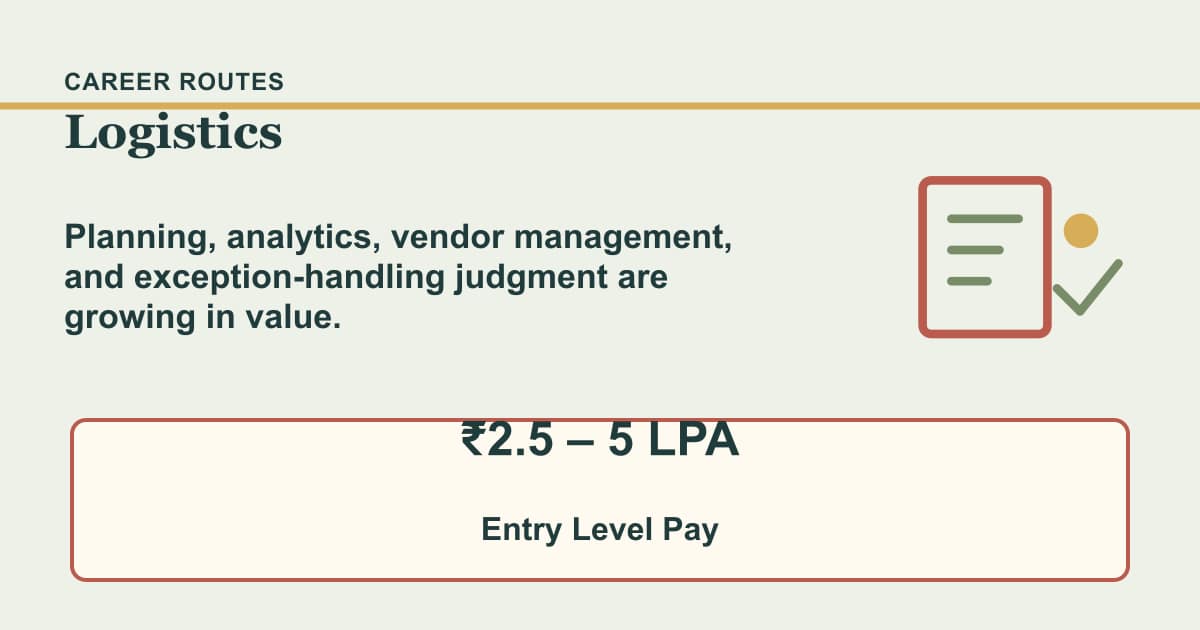 CAREER ROUTES
Logistics
Planning, analytics, vendor management,
and exception-handling judgment are
growing in value.
₹2.5 – 5 LPA
Entry Level Pay